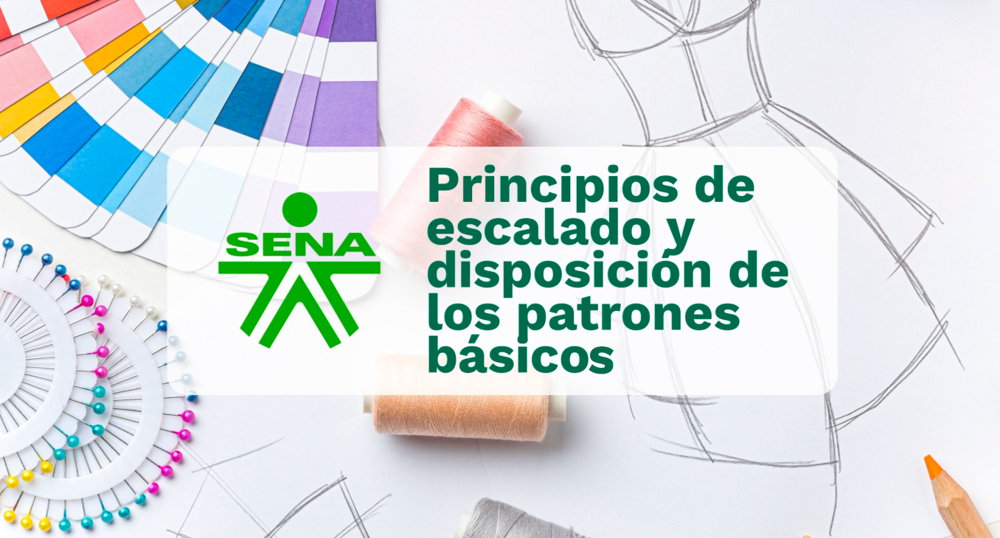 SENA
Principios de
escalado y
disposición de
los patrones
básicos